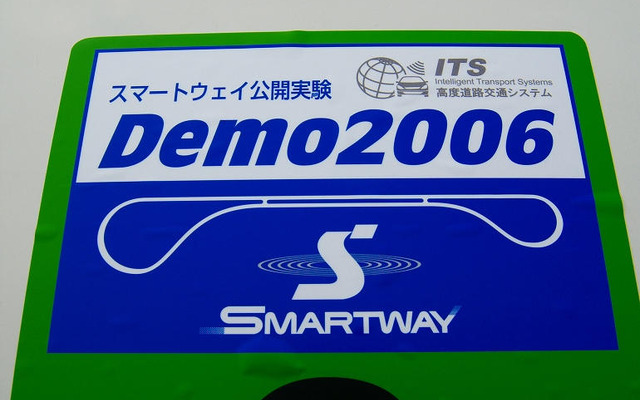 ITS
Intelligent Transport Systems
高度道路交通システム
スマートウェイ公開実験
Demo2006
S
SMARTWAY